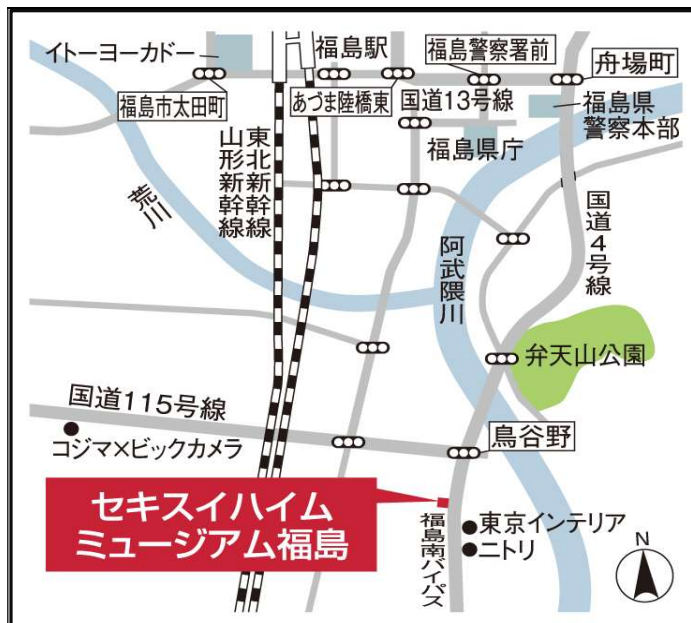 イトーヨーカドー
福島駅
福島警察署前
舟場町
福島市太田町
あづま陸橋東
国道13号線
福島県
警察本部
福島県庁
東北新幹線
山形新幹線
荒川
阿武隈川
国道4号線
弁天山公園
国道115号線
コジマ×ビックカメラ
鳥谷野
セキスイハイム
ミュージアム福島
福島南バイパス
東京インテリア
ニトリ
N